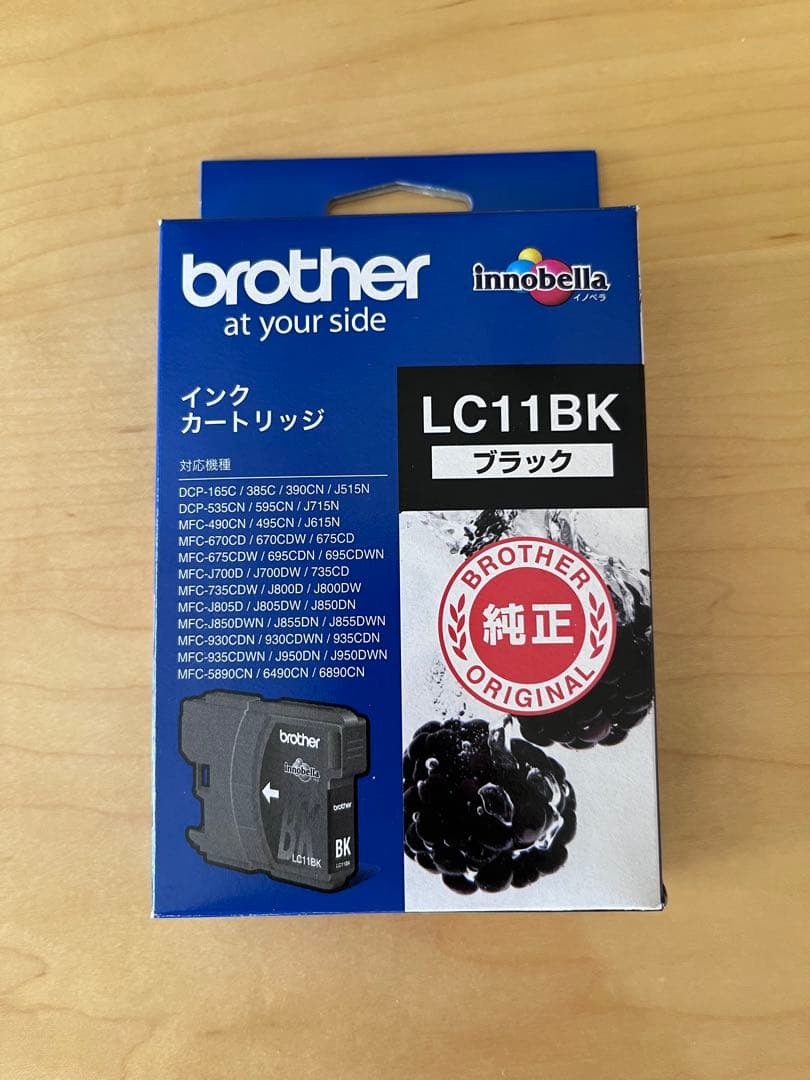 brother
at your side
innobella
イノベラ
インク
カートリッジ
LC11BK
ブラック
対応機種
DCP-165C / 385C / 390CN / J515N
DCP-535CN / 595CN / J715N
MFC-490CN / 495CN / J615N
MFC-670CD / 670CDW / 675CD
MFC-675CDW / 695CDN / 695CDWN
MFC-J700D / J700DW / 735CD
MFC-735CDW / J800D / J800DW
MFC-J805D / J805DW / J850DN
MFC-J850DWN / J855DN / J855DWN
MFC-930CDN / 930CDWN / 935CDN
MFC-935CDWN / J950DN / J950DWN
MFC-5890CN / 6490CN / 6890CN
BROTHER
純正
ORIGINAL
brother
innobella
BK
LC11BK
brother
BK
LC11BK